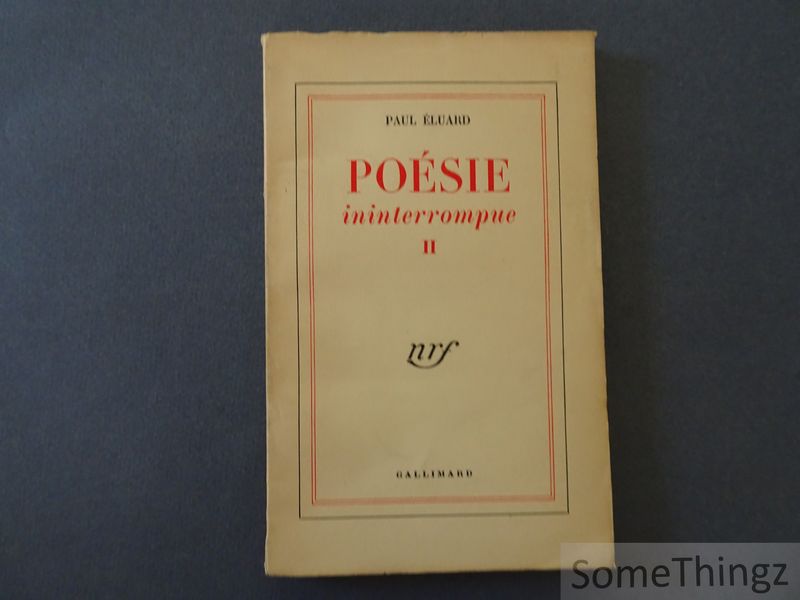 PAUL ÉLUARD
POÉSIE
ininterrompue
II
nrf
GALLIMARD
SomeThingz